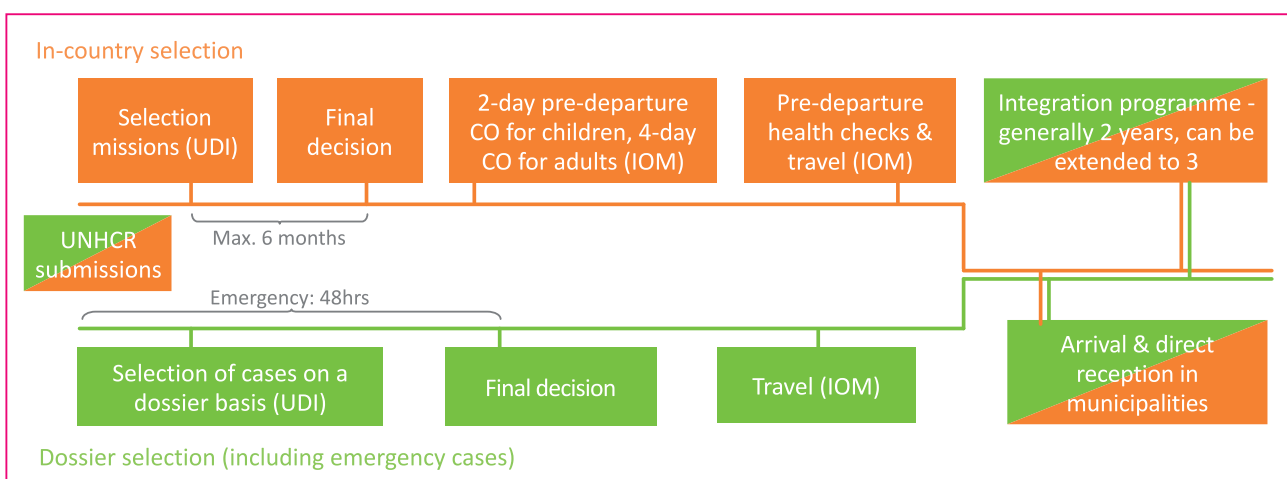 In-country selection
Selection
missions (UDI)
Final
decision
2-day pre-departure
CO for children, 4-day
CO for adults (IOM)
Pre-departure
health checks &
travel (IOM)
Integration programme -
generally 2 years, can be
extended to 3
Max. 6 months
UNHCR
submissions
Emergency: 48hrs
Selection of cases on a
dossier basis (UDI)
Final decision
Travel (IOM)
Arrival & direct
reception in
municipalities
Dossier selection (including emergency cases)